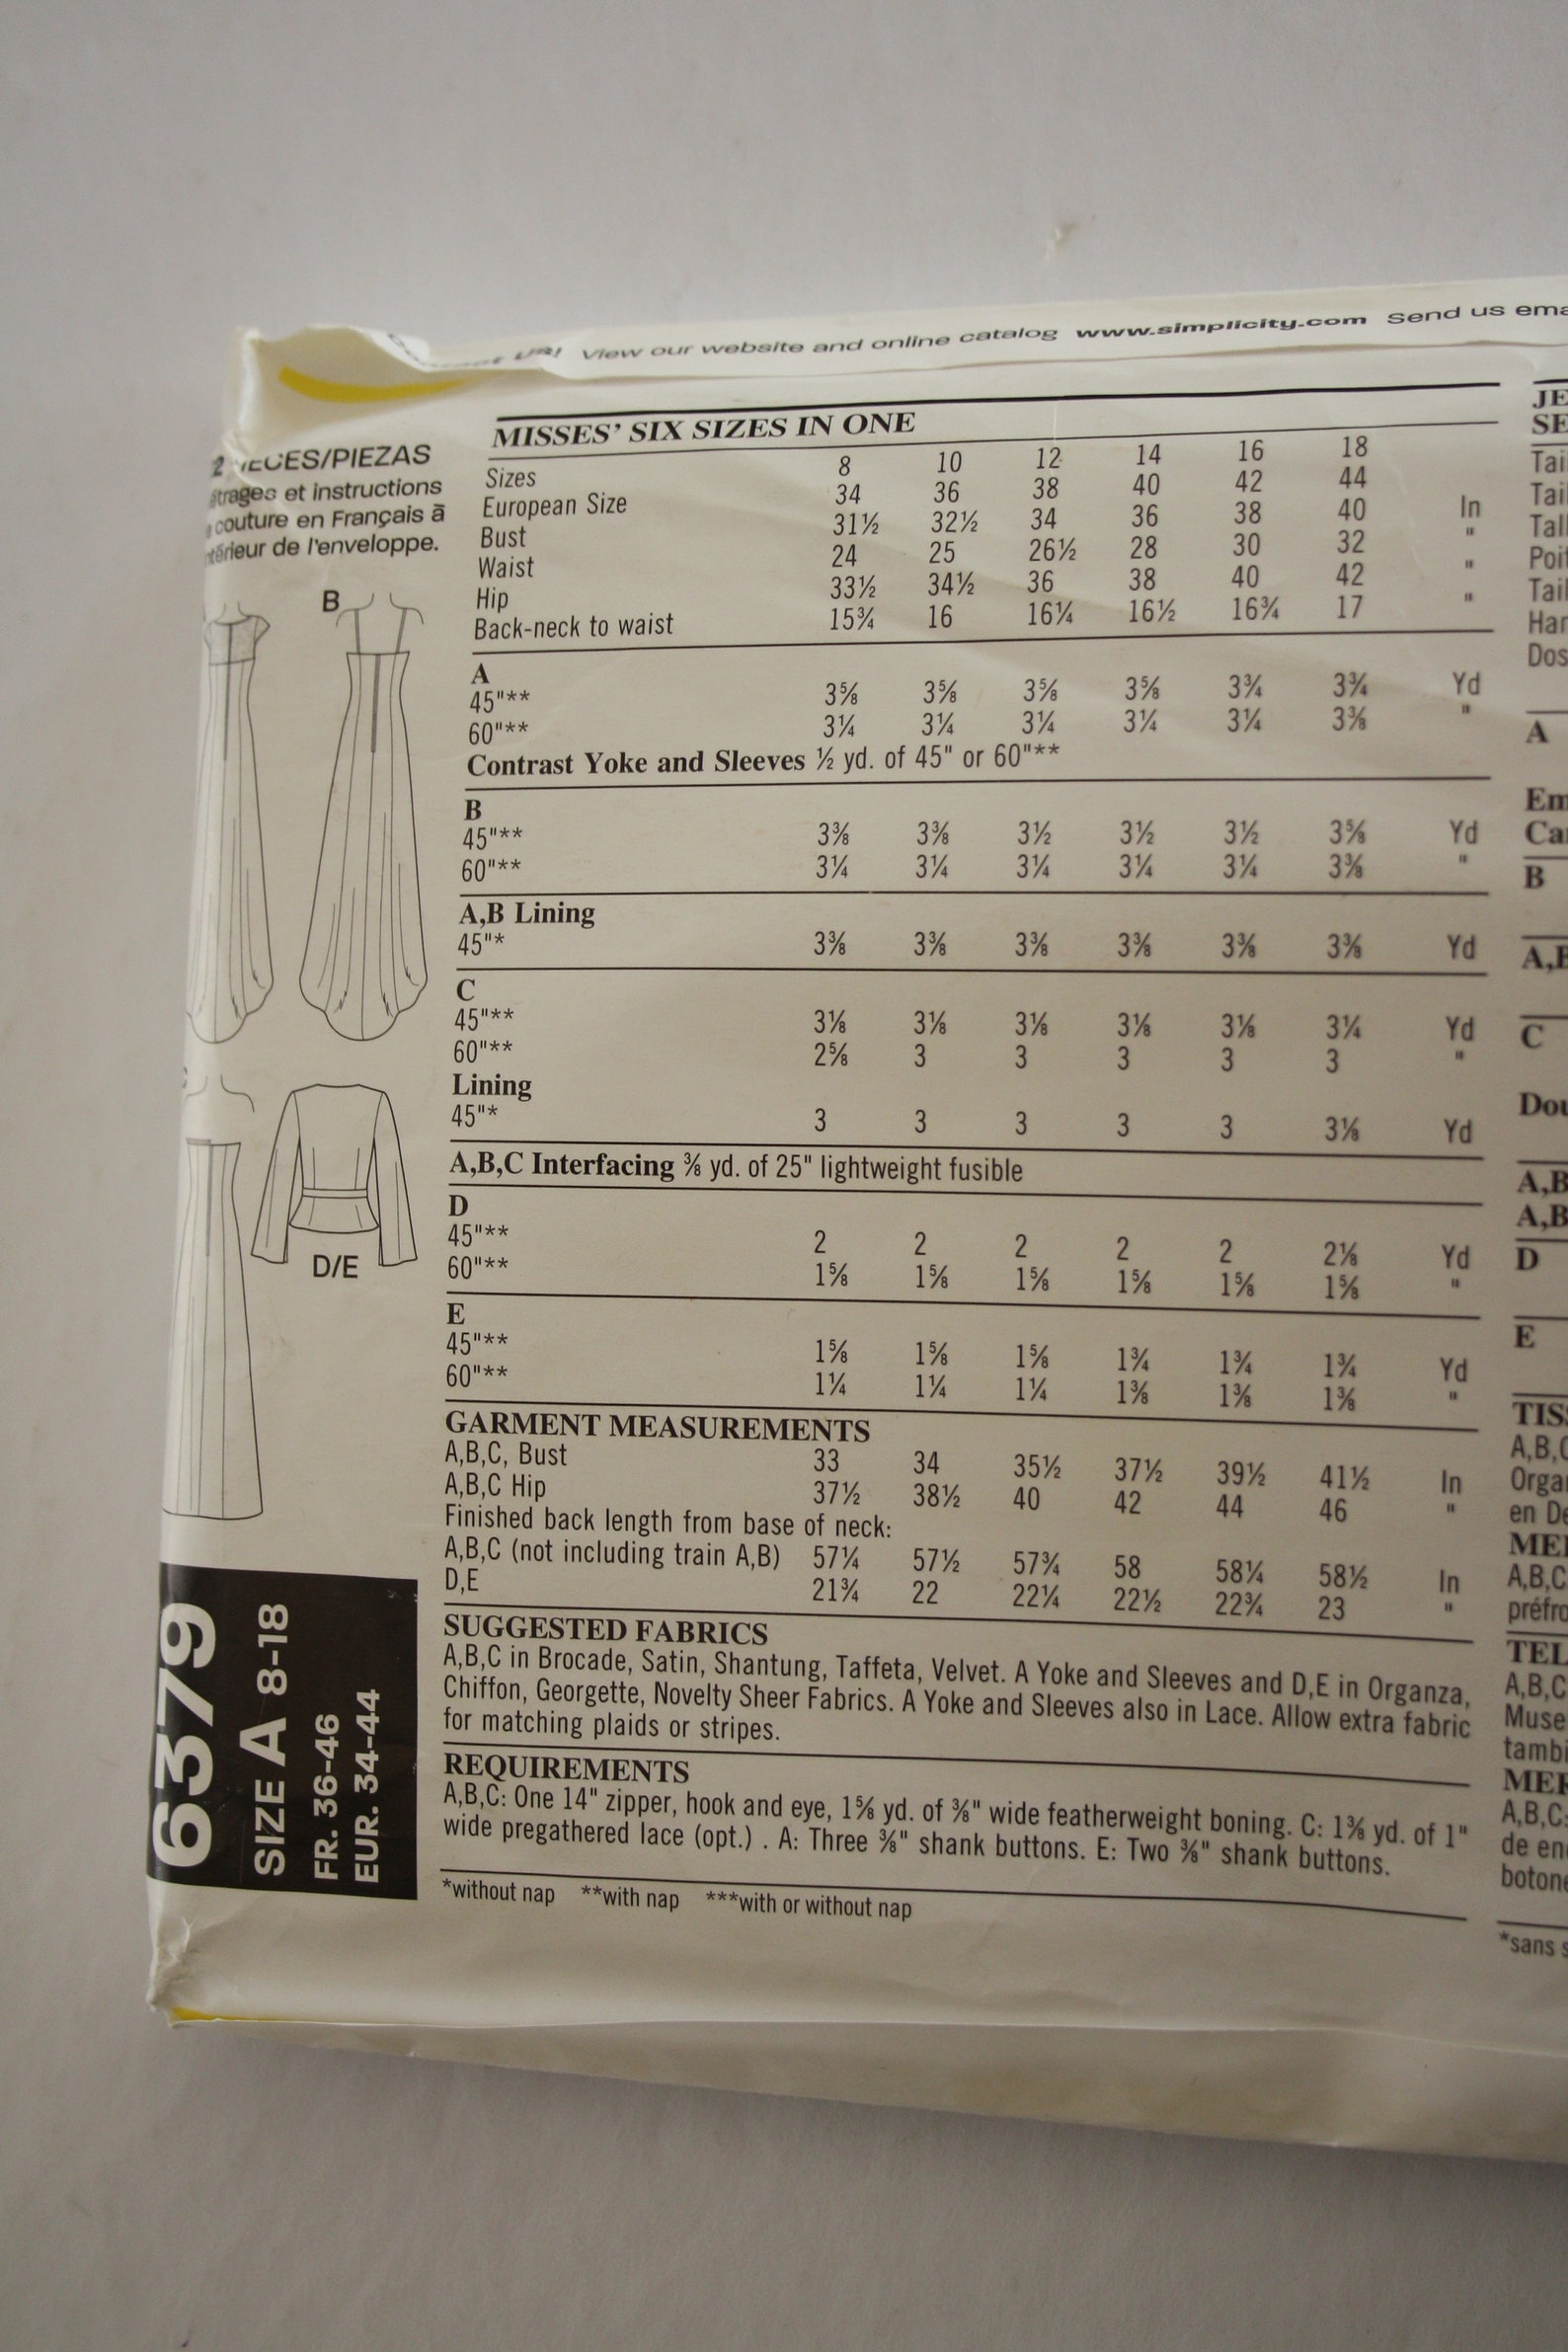 View our website and online catalog www.simplicity.com Send us
PIECES/PIEZAS
et instructions
couture en Français à
de l'enveloppe.
B
D/E
6379
SIZE A 8-18
FR. 36-46
EUR. 34-44
MISSES' SIX SIZES IN ONE
Sizes 8 10 12 14 16 18
European Size 34 36 38 40 42 44
Bust 31½ 32½ 34 36 38 40 In
Waist 24 25 26½ 28 30 32 "
Hip 33½ 34½ 36 38 40 42 "
Back-neck to waist 15¾ 16 16¼ 16½ 16¾ 17 "
A
45"** 3⅝ 3⅝ 3⅝ 3⅝ 3¾ 3¾ Yd
60"** 3¼ 3¼ 3¼ 3¼ 3¼ 3⅜ "
Contrast Yoke and Sleeves ½ yd. of 45" or 60"**
B
45"** 3⅜ 3⅜ 3½ 3½ 3½ 3⅝ Yd
60"** 3¼ 3¼ 3¼ 3¼ 3¼ 3⅜ "
A,B Lining
45"* 3⅜ 3⅜ 3⅜ 3⅜ 3⅜ 3⅜ Yd
C
45"** 3⅛ 3⅛ 3⅛ 3⅛ 3⅛ 3¼ Yd
60"** 2⅝ 3 3 3 3 3 "
Lining
45"* 3 3 3 3 3 3⅛ Yd
A,B,C Interfacing ⅜ yd. of 25" lightweight fusible
D
45"** 2 2 2 2 2 2⅛ Yd
60"** 1⅝ 1⅝ 1⅝ 1⅝ 1⅝ 1⅝ "
E
45"** 1⅝ 1⅝ 1⅝ 1¾ 1¾ 1¾ Yd
60"** 1¼ 1¼ 1¼ 1⅜ 1⅜ 1⅜ "
GARMENT MEASUREMENTS
A,B,C, Bust 33 34 35½ 37½ 39½ 41½ In
A,B,C Hip 37½ 38½ 40 42 44 46 "
Finished back length from base of neck:
A,B,C (not including train A,B) 57¼ 57½ 57¾ 58 58¼ 58½ In
D,E 21¾ 22 22¼ 22½ 22¾ 23 "
SUGGESTED FABRICS
A,B,C in Brocade, Satin, Shantung, Taffeta, Velvet. A Yoke and Sleeves and D,E in Organza,
Chiffon, Georgette, Novelty Sheer Fabrics. A Yoke and Sleeves also in Lace. Allow extra fabric
for matching plaids or stripes.
REQUIREMENTS
A,B,C: One 14" zipper, hook and eye, 1⅝ yd. of ⅜" wide featherweight boning. C: 1⅜ yd. of 1"
wide pregathered lace (opt.) . A: Three ⅜" shank buttons. E: Two ⅜" shank buttons.
*without nap **with nap ***with or without nap
A
B
C
D
E
A,B,C
en
A,B,C
A,B,C
A,B,C:
de
*sans